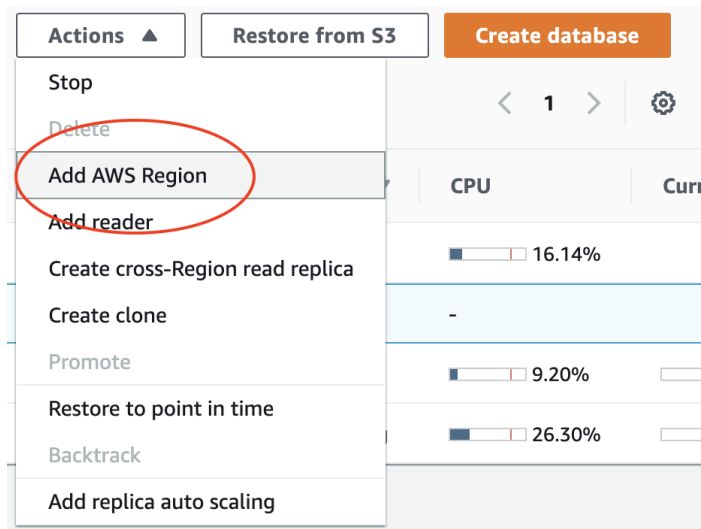 Actions ▲ Restore from S3 Create database
Stop
< 1 >
Delete
Add AWS Region
CPU Curr
Add reader
16.14%
Create cross-Region read replica
Create clone
-
Promote
9.20%
Restore to point in time
26.30%
Backtrack
Add replica auto scaling